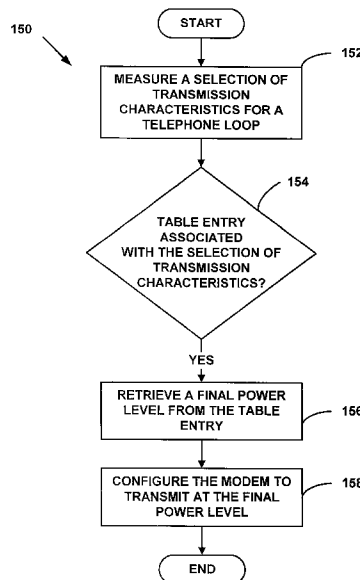 START
150
152
MEASURE A SELECTION OF
TRANSMISSION
CHARACTERISTICS FOR A
TELEPHONE LOOP
154
TABLE ENTRY
ASSOCIATED
WITH THE SELECTION OF
TRANSMISSION
CHARACTERISTICS?
YES
RETRIEVE A FINAL POWER
LEVEL FROM THE TABLE
ENTRY
156
CONFIGURE THE MODEM TO
TRANSMIT AT THE FINAL
POWER LEVEL
158
END